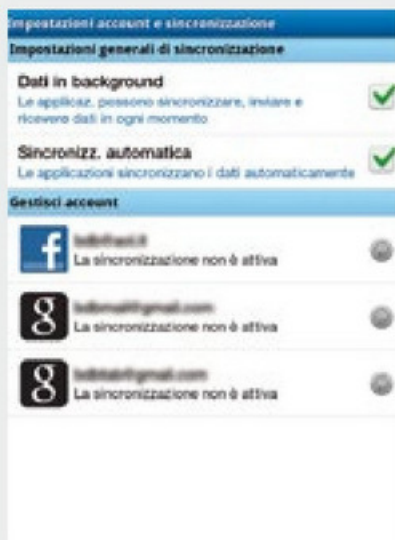 Impostazioni account e sincronizzazione
Impostazioni generali di sincronizzazione
Dati in background
Le applicaz. possono sincronizzare, inviare e
ricevere dati in ogni momento
Sincronizz. automatica
Le applicazioni sincronizzano i dati automaticamente
Gestisci account
La sincronizzazione non è attiva
La sincronizzazione non è attiva
La sincronizzazione non è attiva